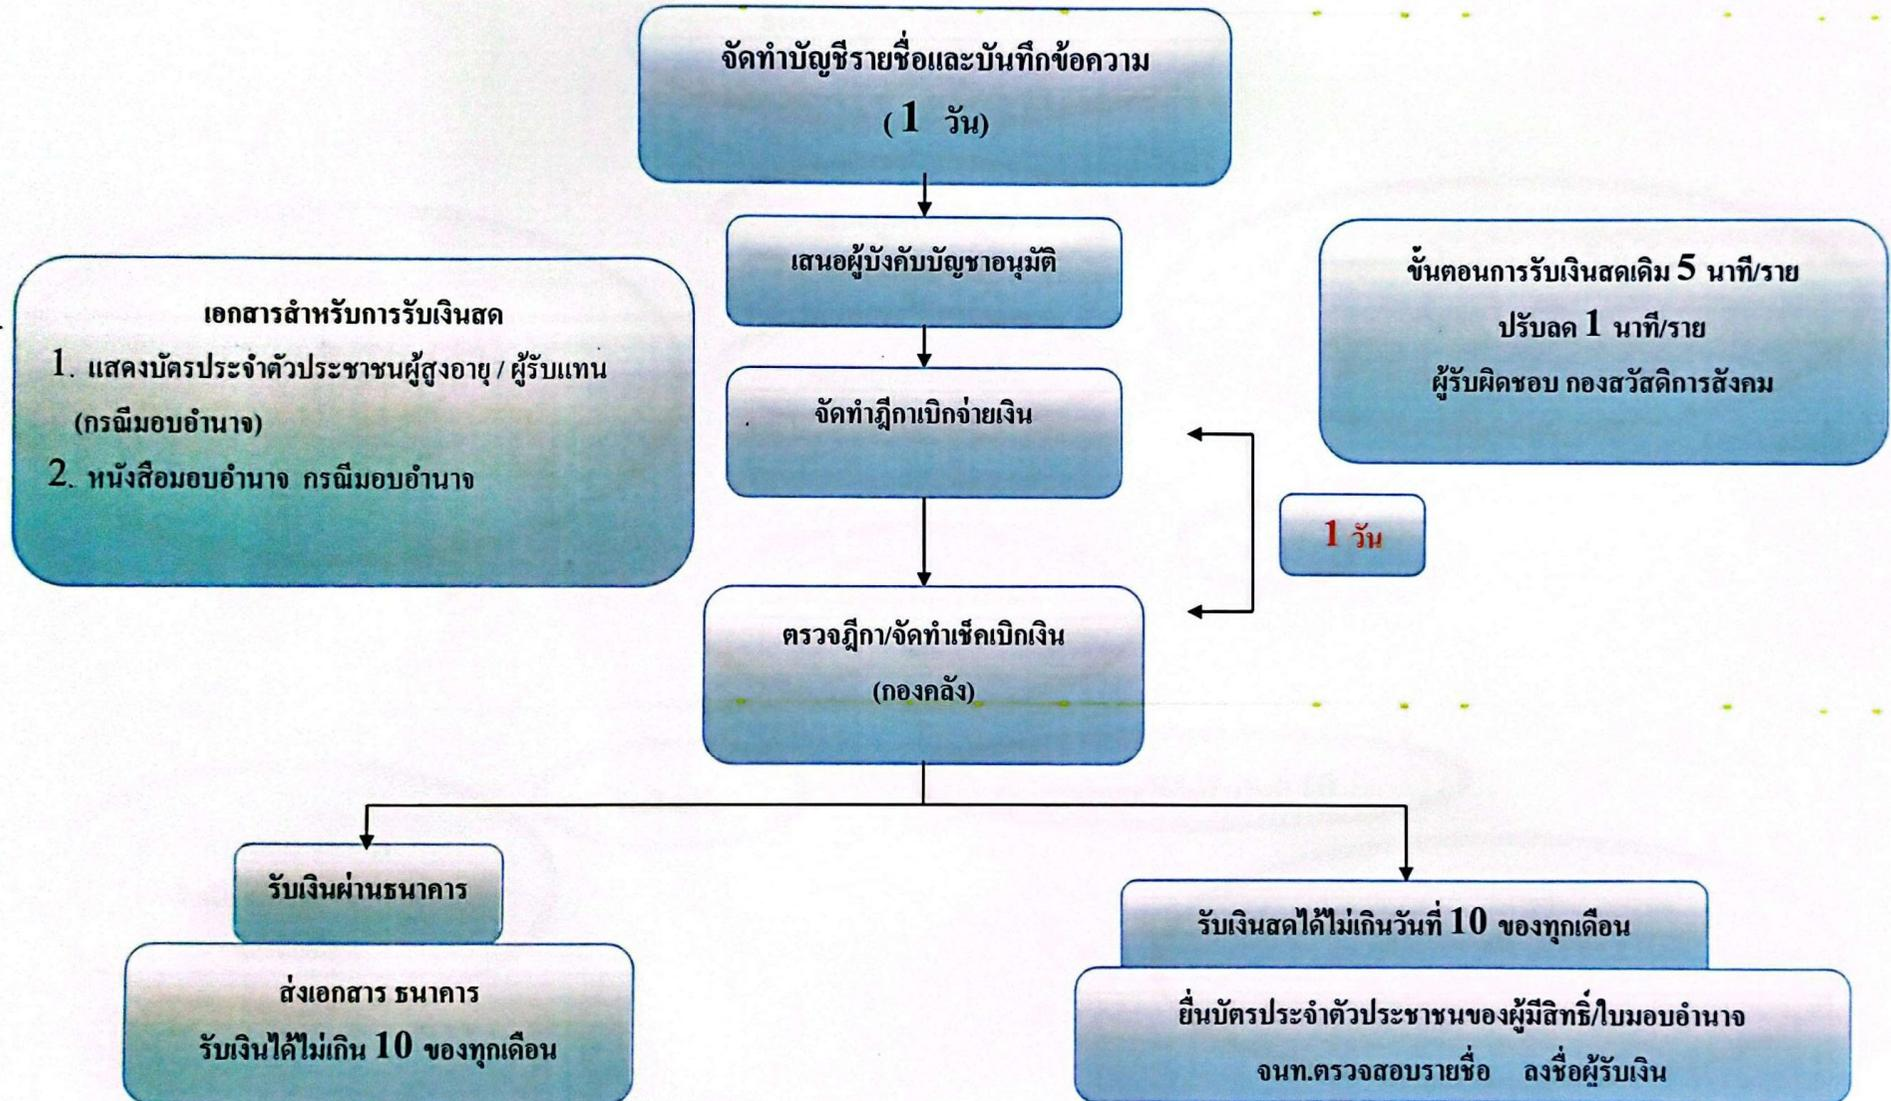 จัดทำบัญชีรายชื่อและบันทึกข้อความ
( 1 วัน)
เสนอผู้บังคับบัญชาอนุมัติ
เอกสารสำหรับการรับเงินสด
1. แสดงบัตรประจำตัวประชาชนผู้สูงอายุ / ผู้รับแทน
(กรณีมอบอำนาจ)
2. หนังสือมอบอำนาจ กรณีมอบอำนาจ
ขั้นตอนการรับเงินสดเดิม 5 นาที/ราย
ปรับลด 1 นาที/ราย
ผู้รับผิดชอบ กองสวัสดิการสังคม
จัดทำฎีกาเบิกจ่ายเงิน
1 วัน
ตรวจฎีกา/จัดทำเช็คเบิกเงิน
(กองคลัง)
รับเงินผ่านธนาคาร
ส่งเอกสาร ธนาคาร
รับเงินได้ไม่เกิน 10 ของทุกเดือน
รับเงินสดได้ไม่เกินวันที่ 10 ของทุกเดือน
ยื่นบัตรประจำตัวประชาชนของผู้มีสิทธิ์/ใบมอบอำนาจ
จนท.ตรวจสอบรายชื่อ ลงชื่อผู้รับเงิน